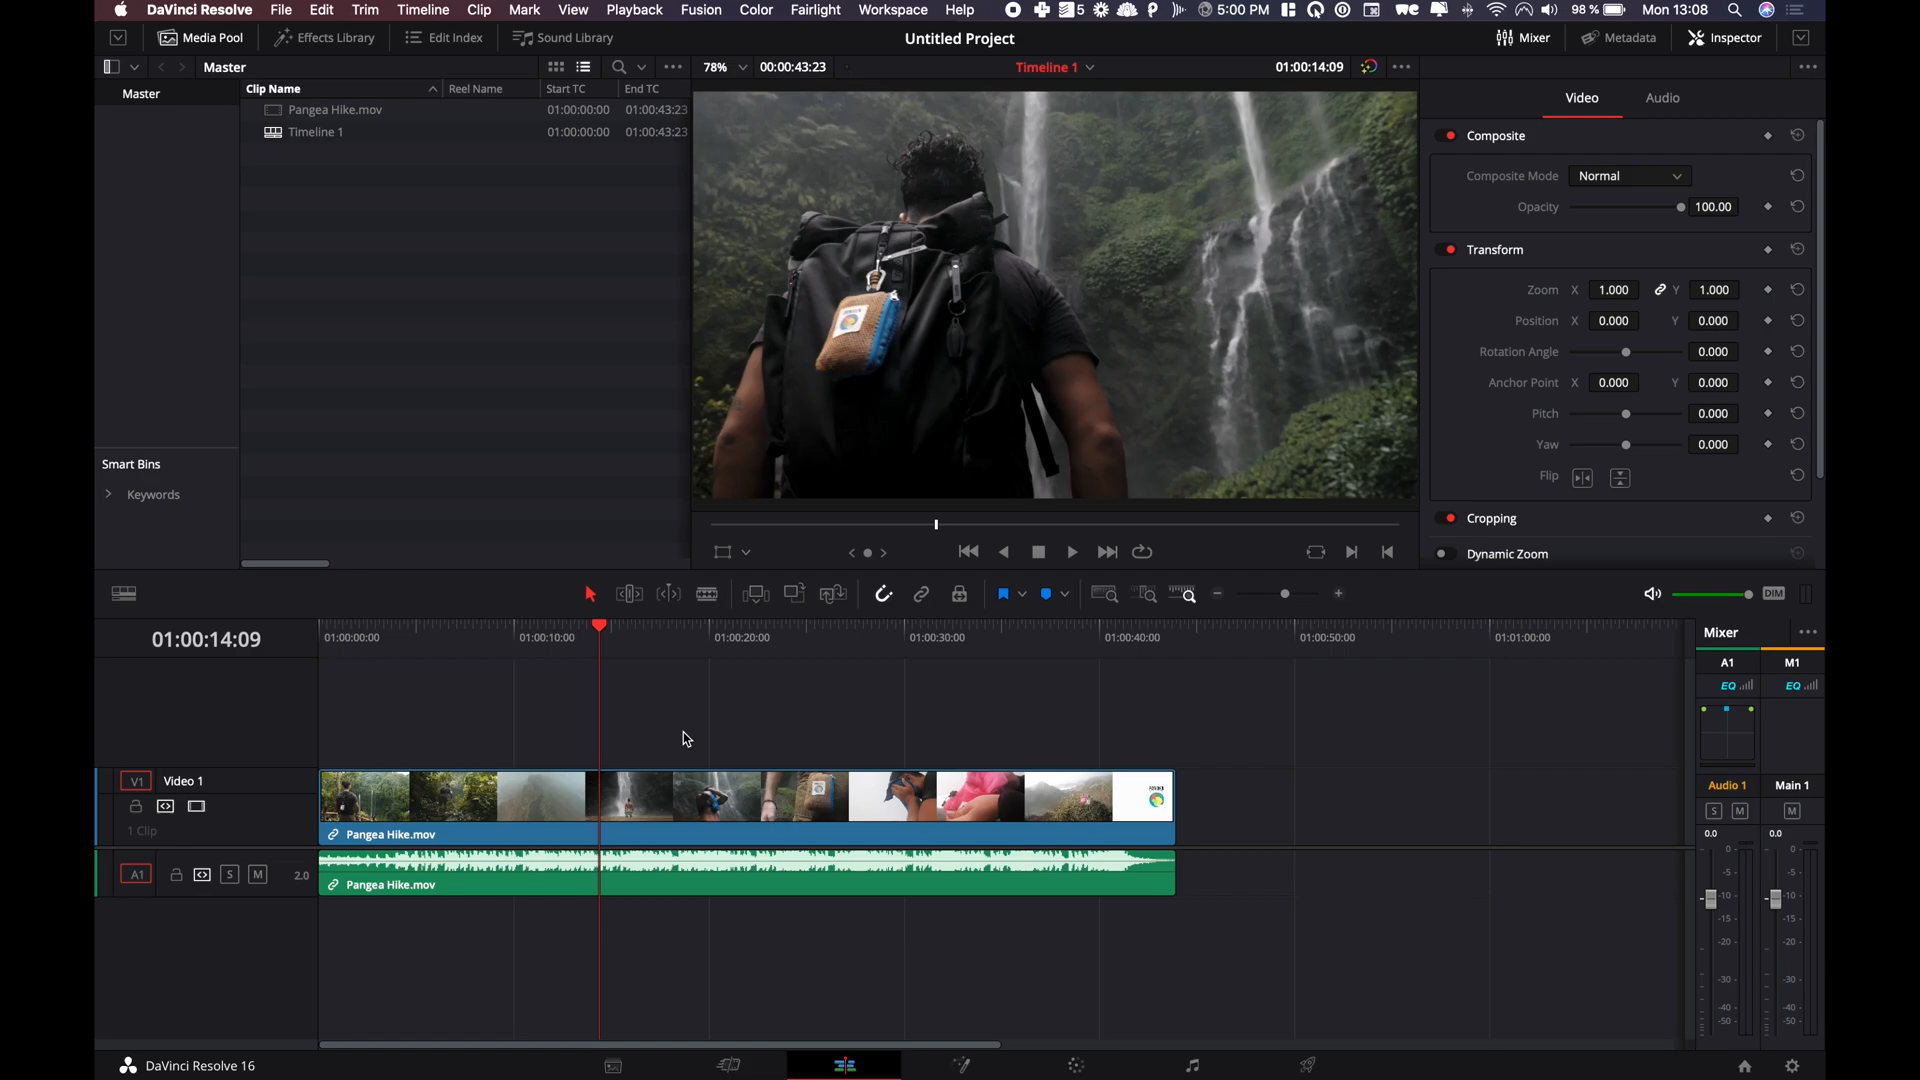 DaVinci Resolve File Edit Trim Timeline Clip Mark View Playback Fusion Color Fairlight Workspace Help 5 5:00 PM 98 % Mon 13:08
Media Pool Effects Library Edit Index Sound Library Untitled Project Mixer Metadata Inspector
Master 78% 00:00:43:23 Timeline 1 01:00:14:09
Master
Clip Name Reel Name Start TC End TC
Pangea Hike.mov 01:00:00:00 01:00:43:23
Timeline 1 01:00:00:00 01:00:43:23
Smart Bins
Keywords
Video Audio
Composite
Composite Mode Normal
Opacity 100.00
Transform
Zoom X 1.000 Y 1.000
Position X 0.000 Y 0.000
Rotation Angle 0.000
Anchor Point X 0.000 Y 0.000
Pitch 0.000
Yaw 0.000
Flip
Cropping
Dynamic Zoom
DIM
01:00:14:09
01:00:00:00 01:00:10:00 01:00:20:00 01:00:30:00 01:00:40:00 01:00:50:00 01:01:00:00
V1 Video 1
1 Clip
Pangea Hike.mov
A1 S M 2.0
Pangea Hike.mov
Mixer
A1 M1
EQ EQ
Audio 1 Main 1
S M M
0.0 0.0
0 0
-5 -5
-10 -10
-15 -15
-20 -20
-30 -30
-40 -40
-50 -50
DaVinci Resolve 16